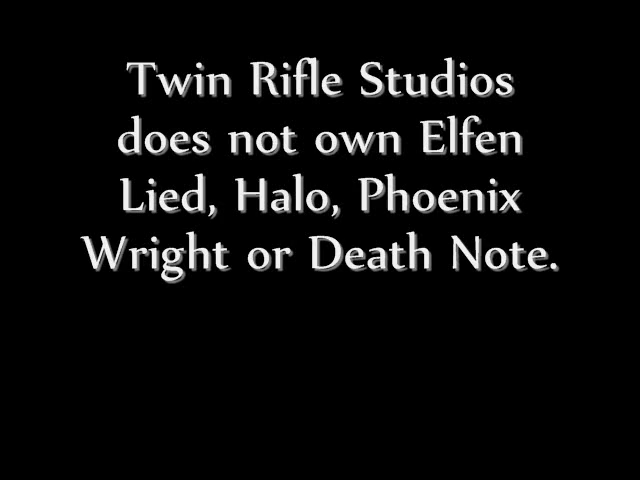 Twin Rifle Studios
does not own Elfen
Lied, Halo, Phoenix
Wright or Death Note.